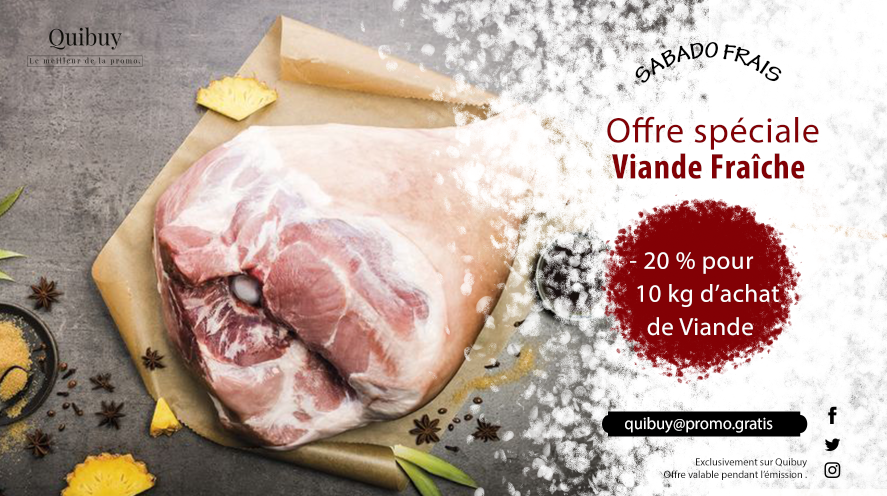 Quibuy
Le meilleur de la promo.
SABADO FRAIS
Offre spéciale
Viande Fraîche
- 20 % pour
10 kg d’achat
de Viande
quibuy@promo.gratis
Exclusivement sur Quibuy
Offre valable pendant l’émission .